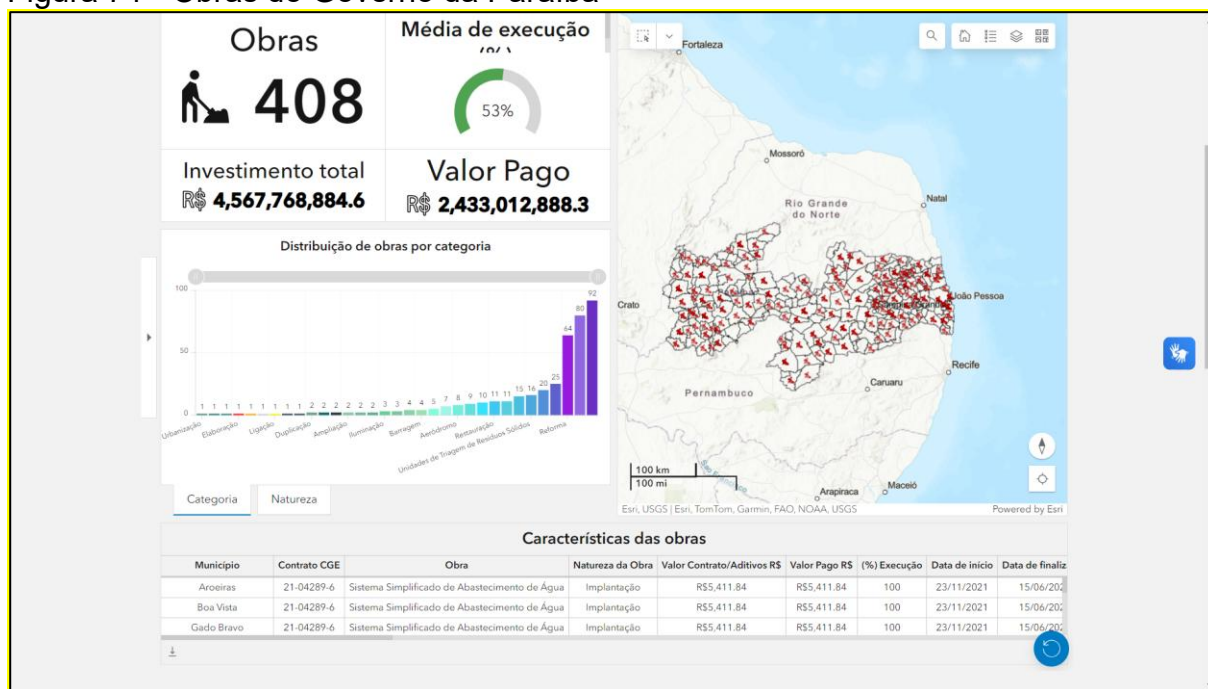 Obras
408
Média de execução
53%
Investimento total
R$ 4,567,768,884.6
Valor Pago
R$ 2,433,012,888.3
Distribuição de obras por categoria
100
50
0
1 1 1 1 1 1 1 1 1 2 2 2 2 2 2 3 3 4 4 5 7 8 9 10 11 11 15 16 20 25 64 80 92
Urbanização
Elaboração
Ligação
Duplicação
Ampliação
Iluminação
Barragem
Aeródromo
Restauração
Unidades de Triagem de Resíduos Sólidos
Reforma
Categoria
Natureza
Fortaleza
Mossoró
Rio Grande
do Norte
Natal
Crato
João Pessoa
Recife
Caruaru
Pernambuco
100 km
100 mi
Arapiraca
Maceió
Esri, USGS | Esri, TomTom, Garmin, FAO, NOAA, USGS
Powered by Esri
Características das obras
Município Contrato CGE Obra Natureza da Obra Valor Contrato/Aditivos R$ Valor Pago R$ (%) Execução Data de início Data de finaliz
Aroeiras 21-04289-6 Sistema Simplificado de Abastecimento de Água Implantação R$5,411.84 R$5,411.84 100 23/11/2021 15/06/202
Boa Vista 21-04289-6 Sistema Simplificado de Abastecimento de Água Implantação R$5,411.84 R$5,411.84 100 23/11/2021 15/06/202
Gado Bravo 21-04289-6 Sistema Simplificado de Abastecimento de Água Implantação R$5,411.84 R$5,411.84 100 23/11/2021 15/06/202